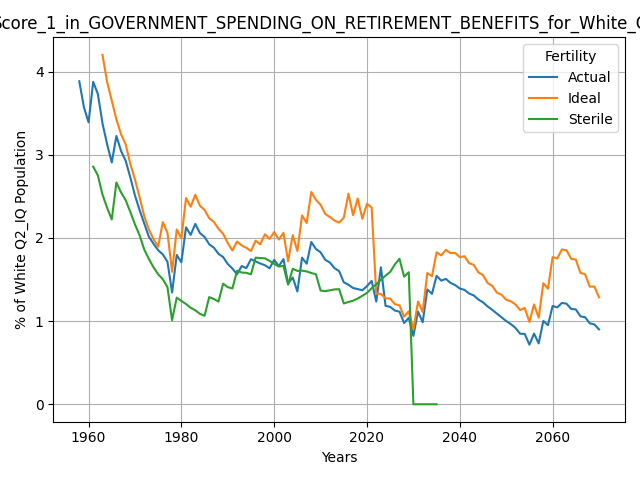 Score_1_in_GOVERNMENT_SPENDING_ON_RETIREMENT_BENEFITS_for_White_
Fertility
Actual
Ideal
Sterile
% of White Q2_IQ Population
4
3
2
1
0
1960 1980 2000 2020 2040 2060
Years